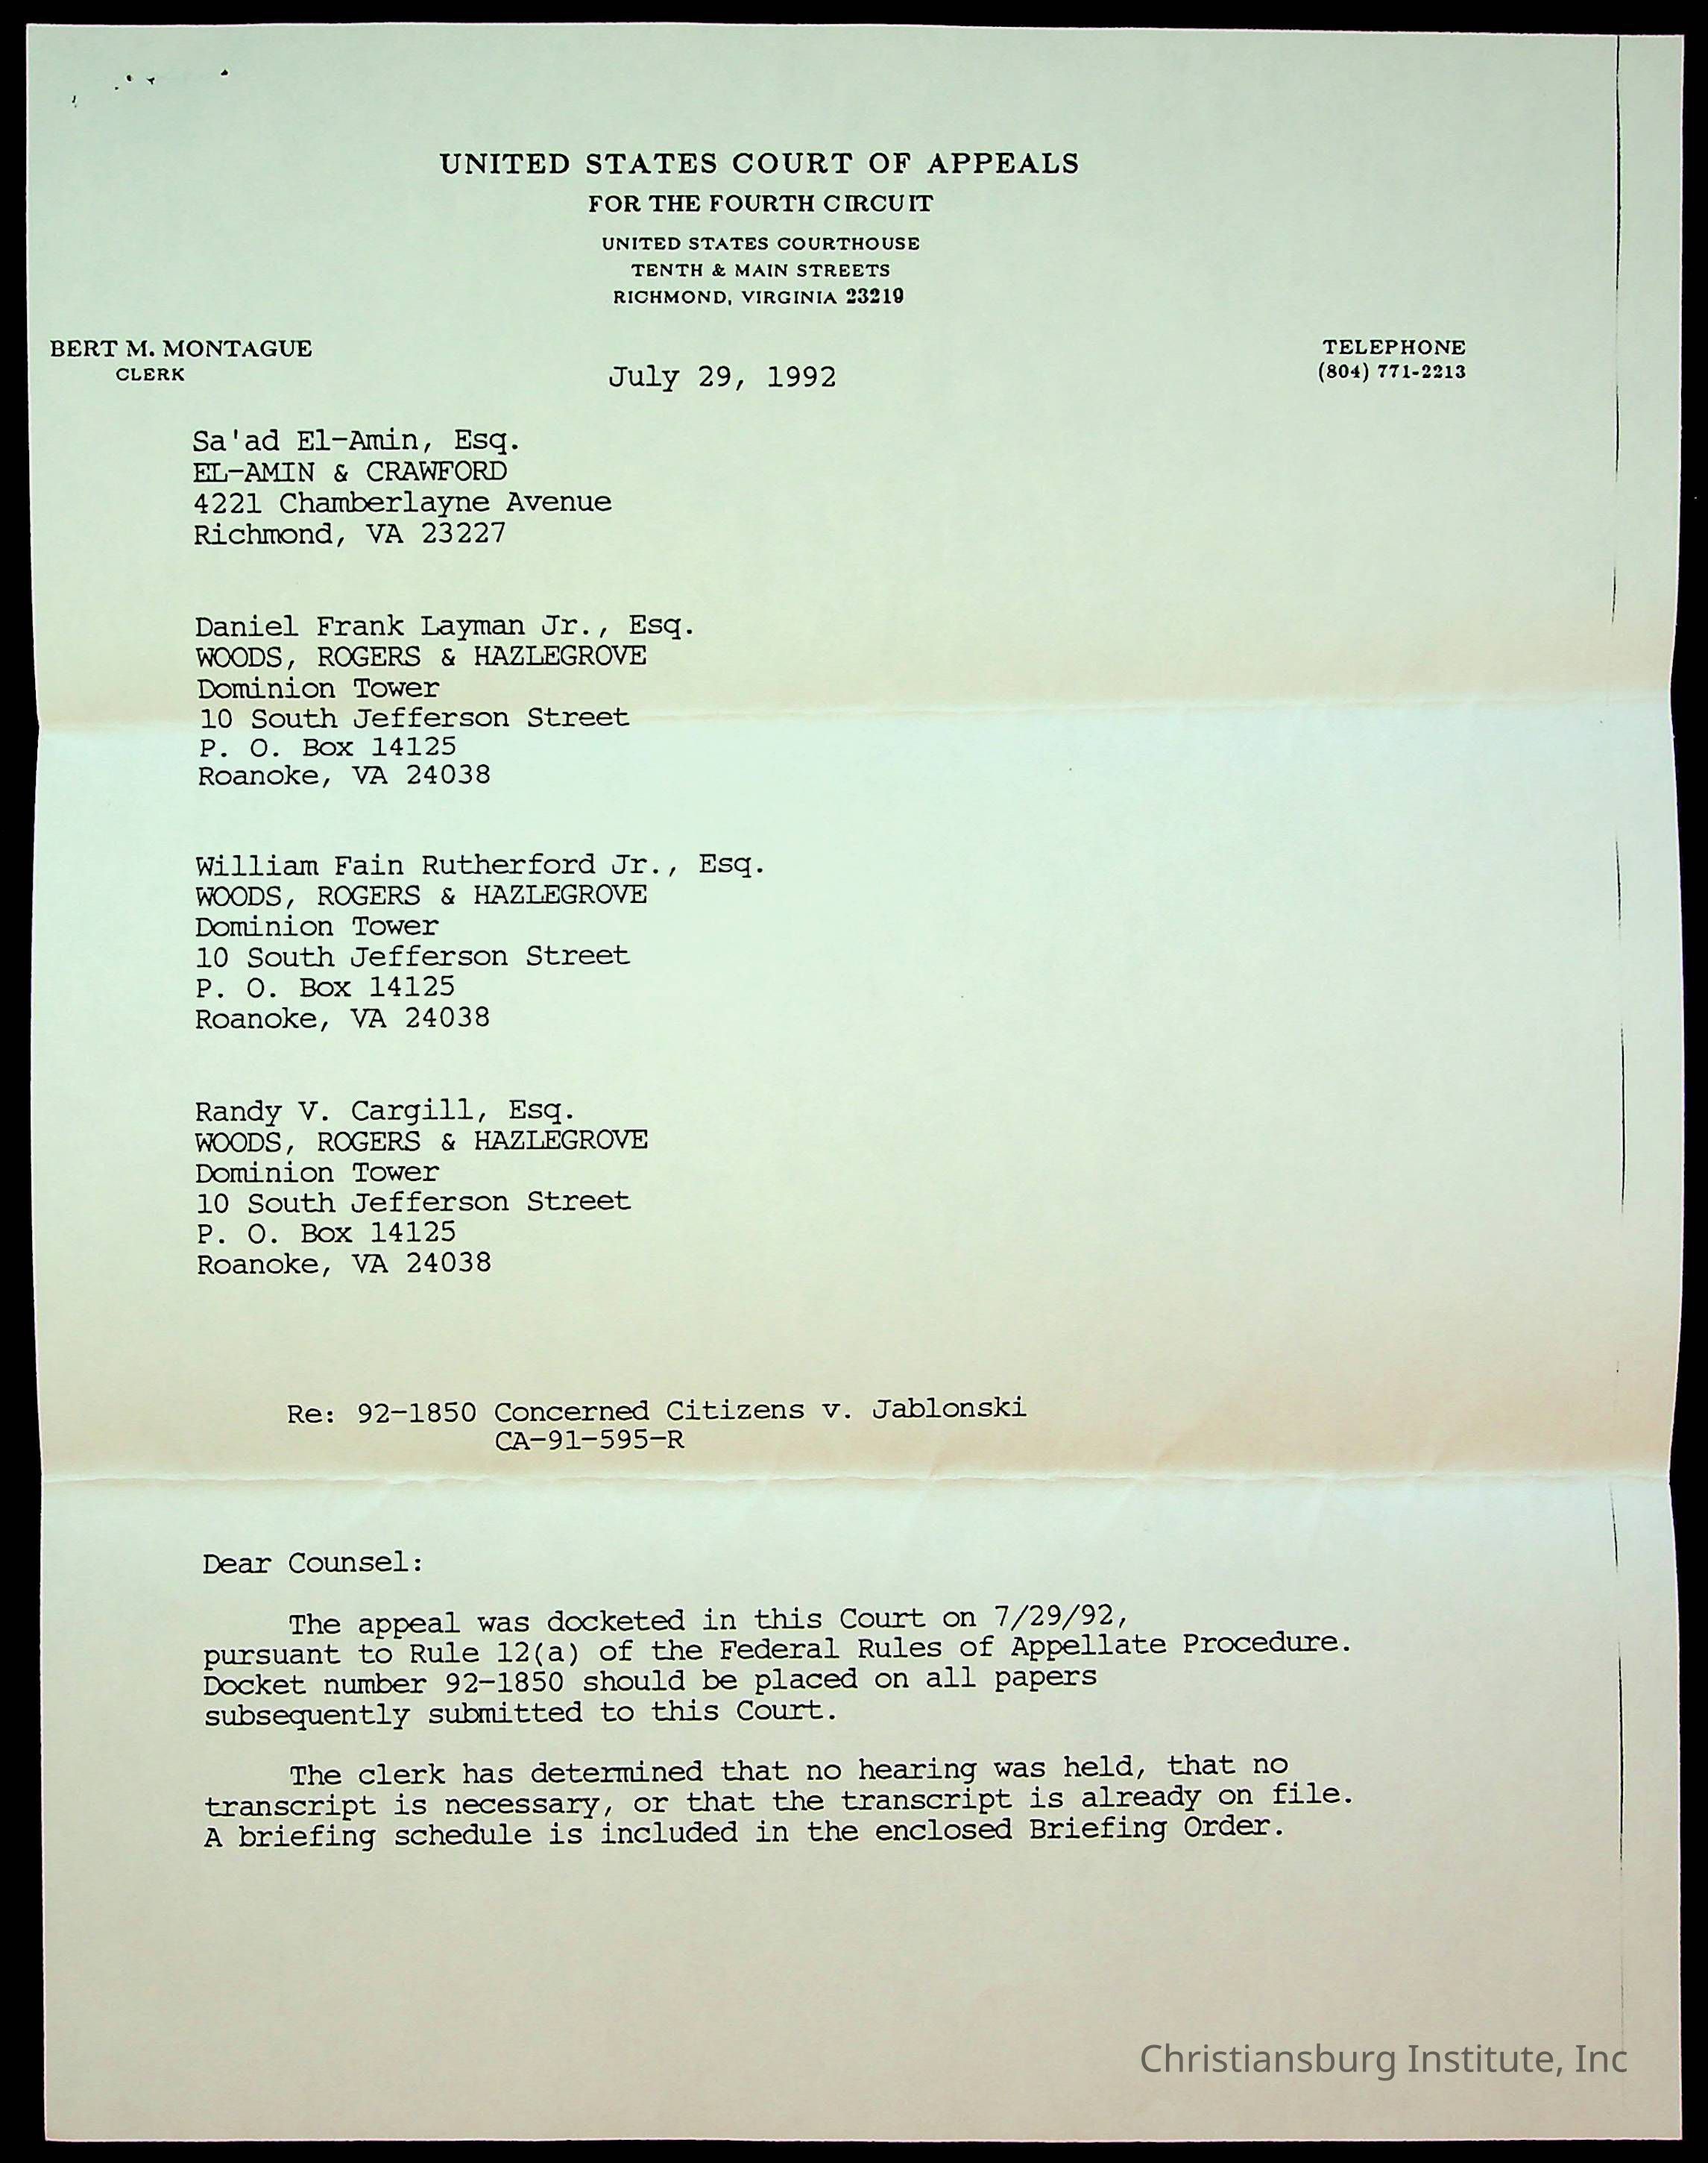 UNITED STATES COURT OF APPEALS
FOR THE FOURTH CIRCUIT
UNITED STATES COURTHOUSE
TENTH & MAIN STREETS
RICHMOND, VIRGINIA 23219
BERT M. MONTAGUE
CLERK
July 29, 1992
TELEPHONE
(804) 771-2213
Sa'ad El-Amin, Esq.
EL-AMIN & CRAWFORD
4221 Chamberlayne Avenue
Richmond, VA 23227
Daniel Frank Layman Jr., Esq.
WOODS, ROGERS & HAZLEGROVE
Dominion Tower
10 South Jefferson Street
P. O. Box 14125
Roanoke, VA 24038
William Fain Rutherford Jr., Esq.
WOODS, ROGERS & HAZLEGROVE
Dominion Tower
10 South Jefferson Street
P. O. Box 14125
Roanoke, VA 24038
Randy V. Cargill, Esq.
WOODS, ROGERS & HAZLEGROVE
Dominion Tower
10 South Jefferson Street
P. O. Box 14125
Roanoke, VA 24038
Re: 92-1850 Concerned Citizens v. Jablonski
CA-91-595-R
Dear Counsel:
The appeal was docketed in this Court on 7/29/92,
pursuant to Rule 12(a) of the Federal Rules of Appellate Procedure.
Docket number 92-1850 should be placed on all papers
subsequently submitted to this Court.
The clerk has determined that no hearing was held, that no
transcript is necessary, or that the transcript is already on file.
A briefing schedule is included in the enclosed Briefing Order.
Christiansburg Institute, Inc